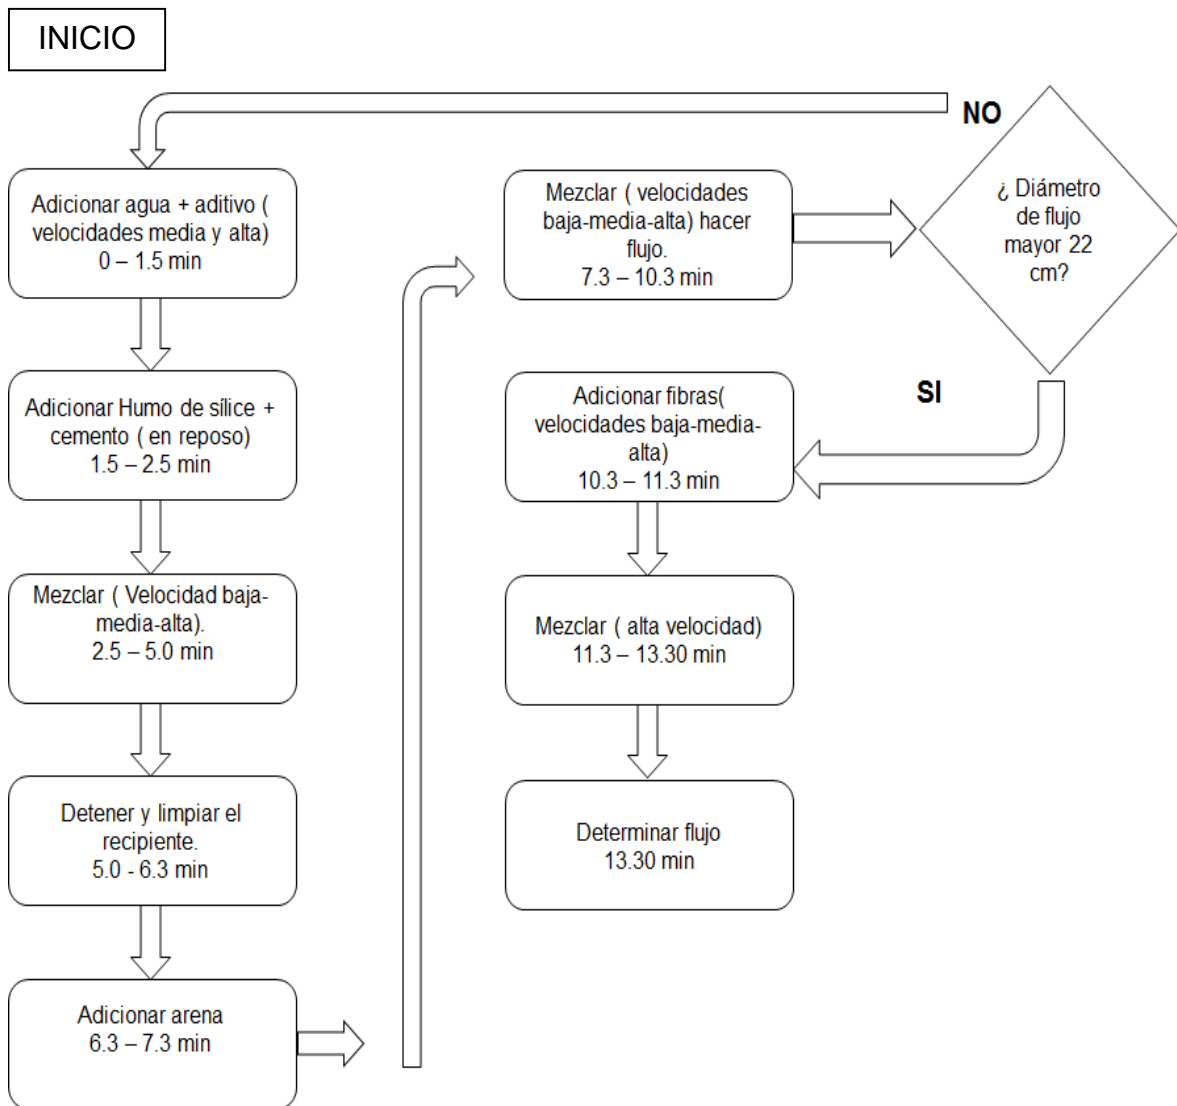 INICIO
Adicionar agua + aditivo (
velocidades media y alta)
0 – 1.5 min
Adicionar Humo de sílice +
cemento ( en reposo)
1.5 – 2.5 min
Mezclar ( Velocidad baja-
media-alta).
2.5 – 5.0 min
Detener y limpiar el
recipiente.
5.0 - 6.3 min
Adicionar arena
6.3 – 7.3 min
Mezclar ( velocidades
baja-media-alta) hacer
flujo.
7.3 – 10.3 min
¿ Diámetro
de flujo
mayor 22
cm?
NO
SI
Adicionar fibras(
velocidades baja-media-
alta)
10.3 – 11.3 min
Mezclar ( alta velocidad)
11.3 – 13.30 min
Determinar flujo
13.30 min